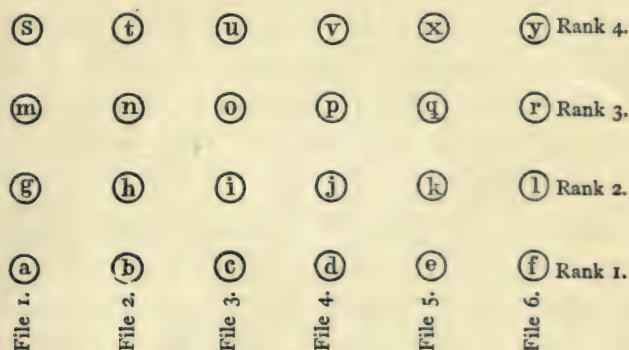 s t u v x y Rank 4.
m n o p q r Rank 3.
g h i j k l Rank 2.
a b c d e f Rank 1.
File 1. File 2. File 3. File 4. File 5. File 6.